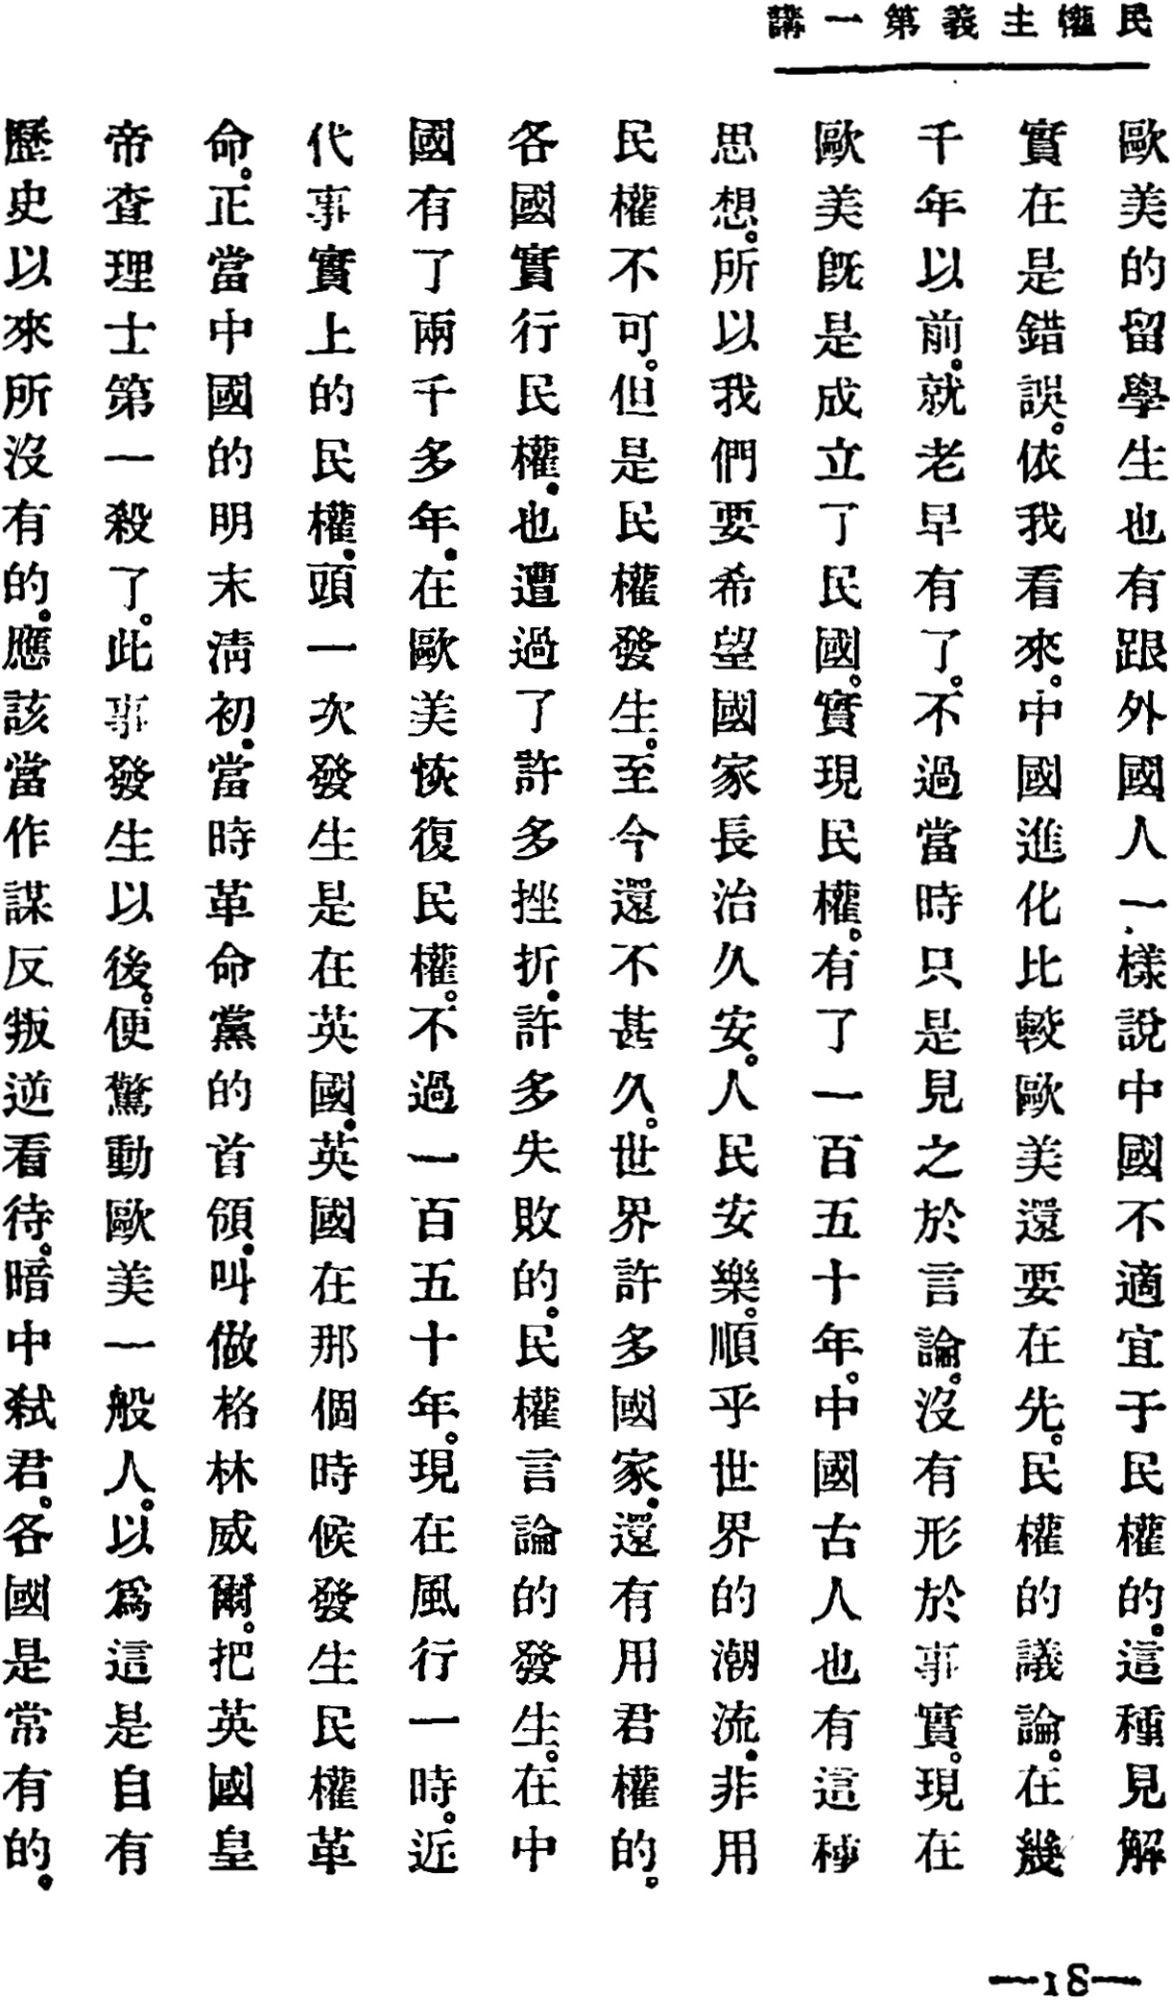 民權主義第一講
歐美的留學生也有跟外國人一樣說中國不適宜于民權的。這種見解
實在是錯誤。依我看來。中國進化比較歐美還要在先。民權的議論。在幾
千年以前。就老早有了。不過當時只是見之於言論。沒有形於事實。現在
歐美旣是成立了民國。實現民權。有了一百五十年。中國古人也有這種
思想。所以我們要希望國家長治久安。人民安樂。順乎世界的潮流.非用
民權不可。但是民權發生。至今還不甚久。世界許多國家.還有用君權的。
各國實行民權.也遭過了許多挫折.許多失敗的。民權言論的發生。在中
國有了兩千多年.在歐美恢復民權。不過一百五十年。現在風行一時。近
代事實上的民權.頭一次發生是在英國.英國在那個時候發生民權革
命。正當中國的明末淸初.當時革命黨的首領.叫做格林威爾。把英國皇
帝查理士第一殺了。此事發生以後。便驚動歐美一般人。以爲這是自有
歷史以來所沒有的。應該當作謀反叛逆看待。暗中弒君。各國是常有的。
—18—